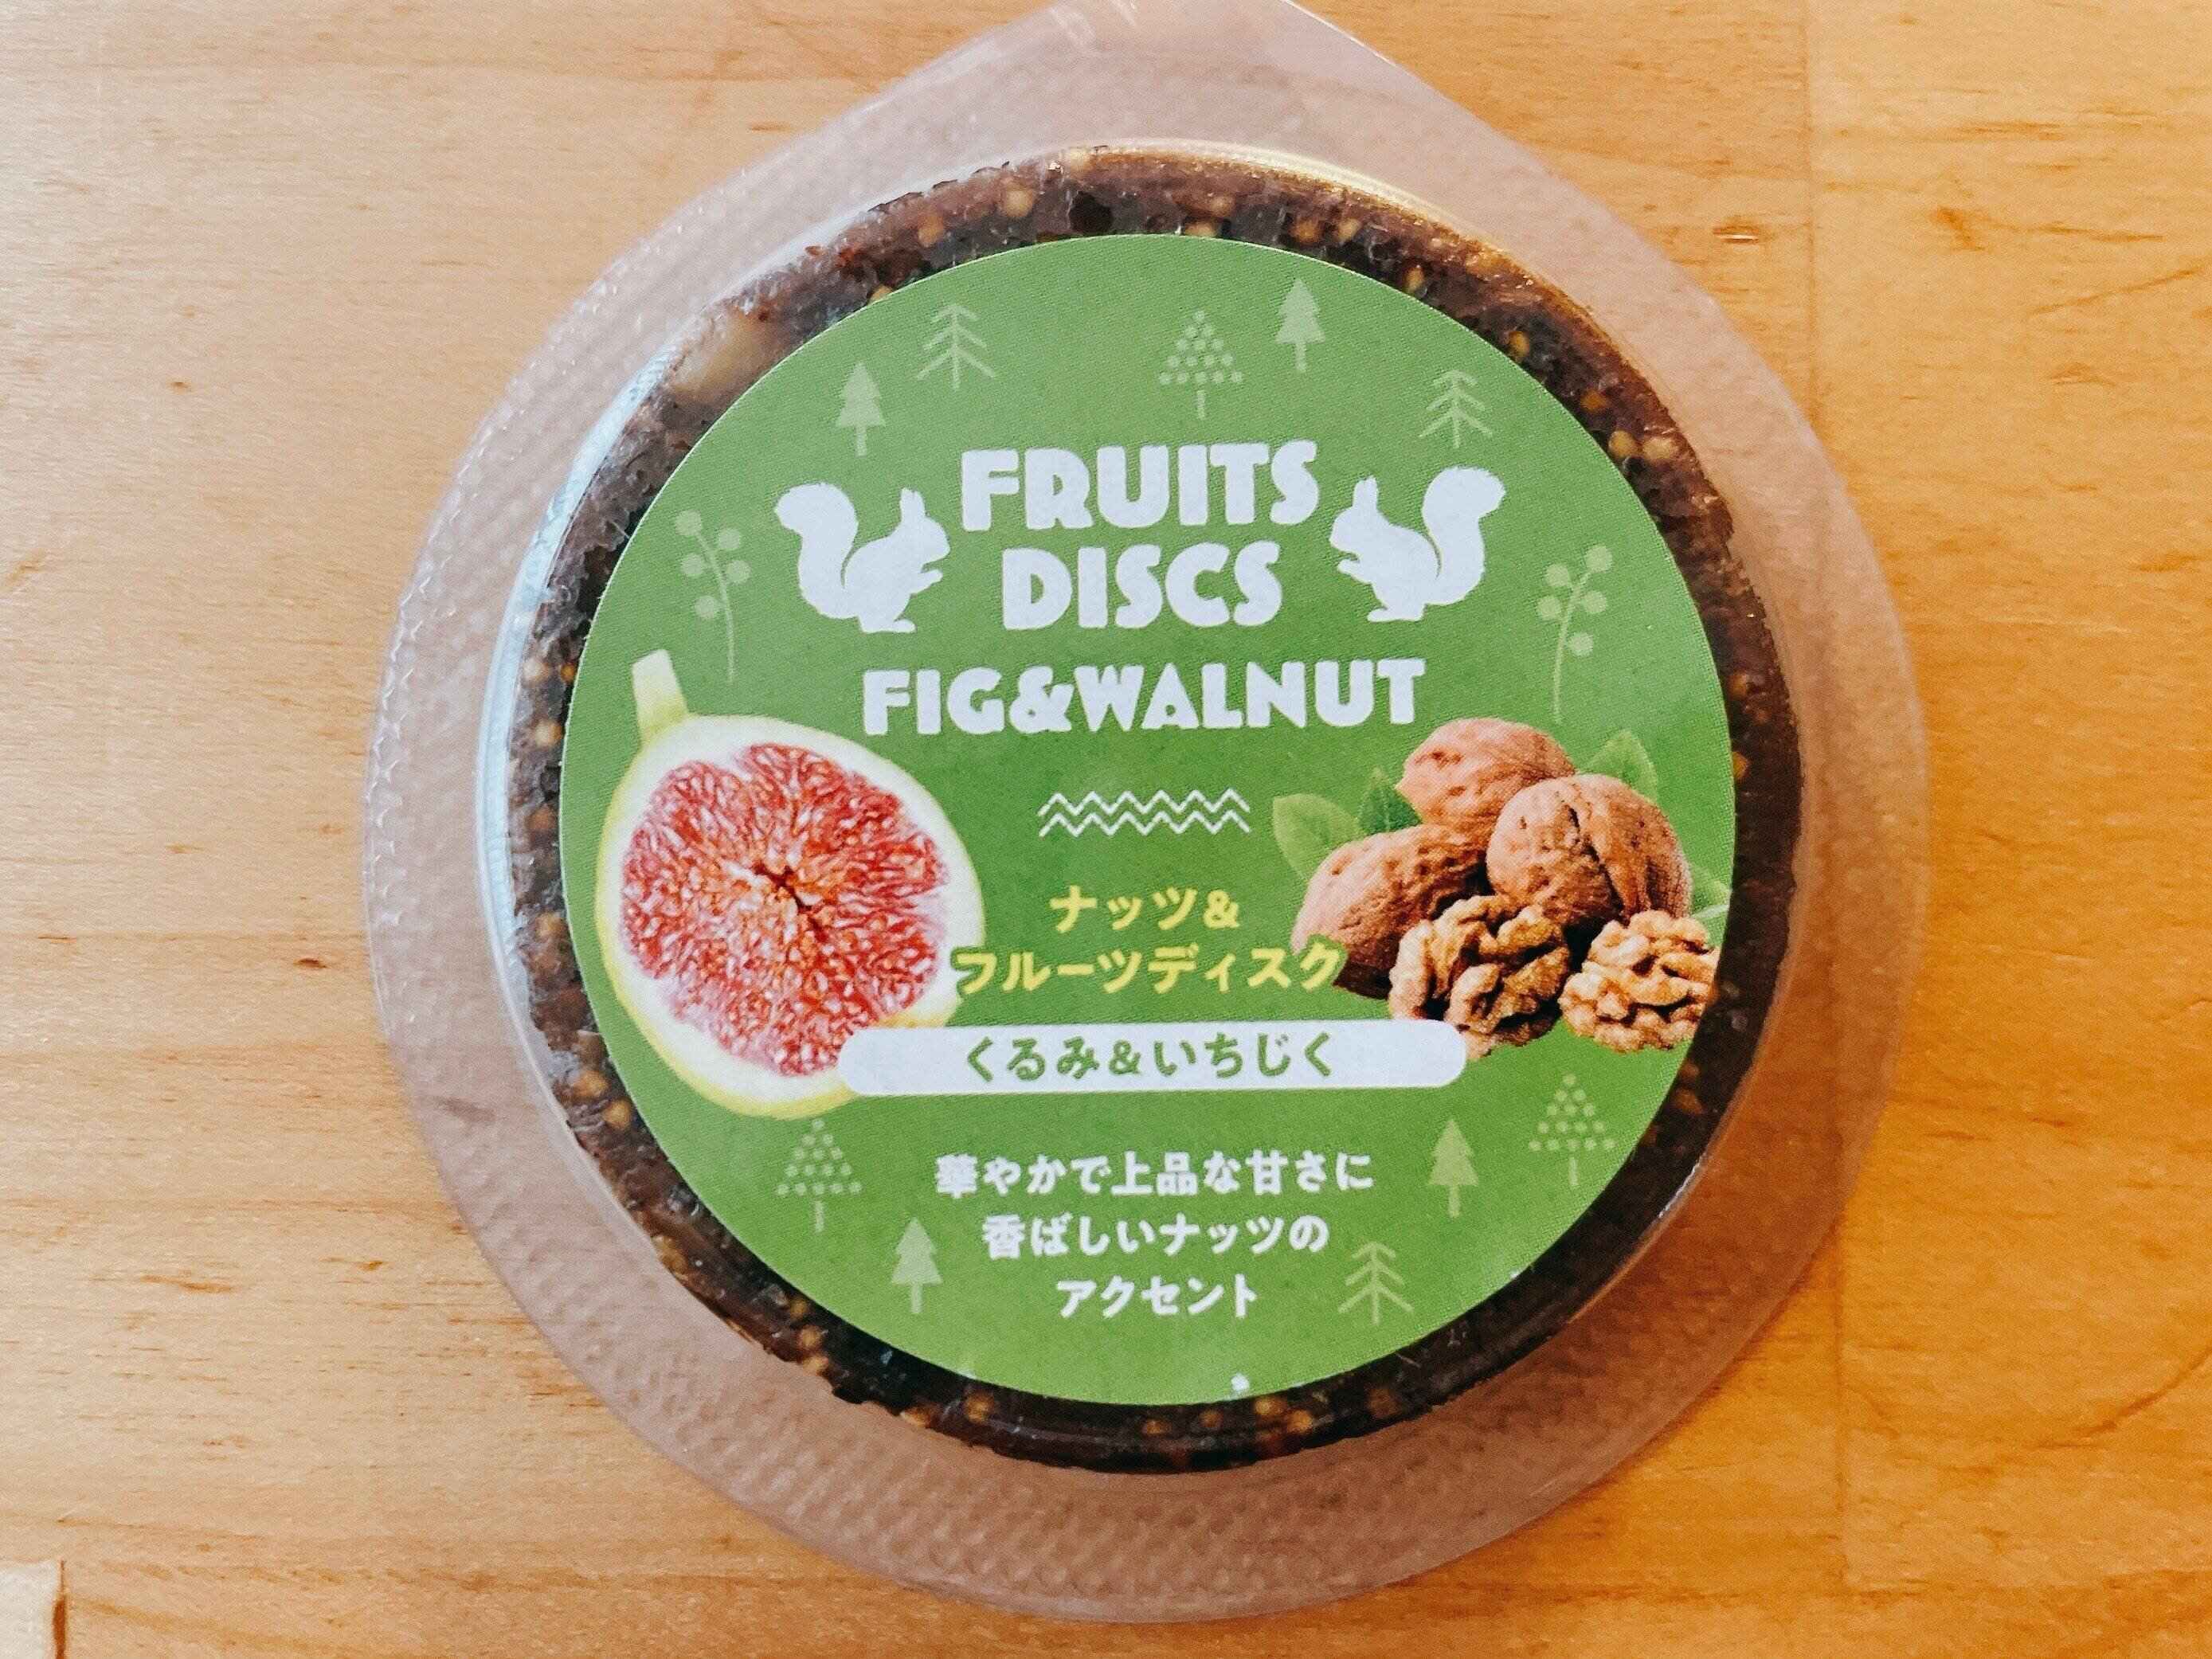 FRUITS
DISCS
FIG&WALNUT
ナッツ&
フルーツディスク
くるみ&いちじく
華やかで上品な甘さに
香ばしいナッツの
アクセント